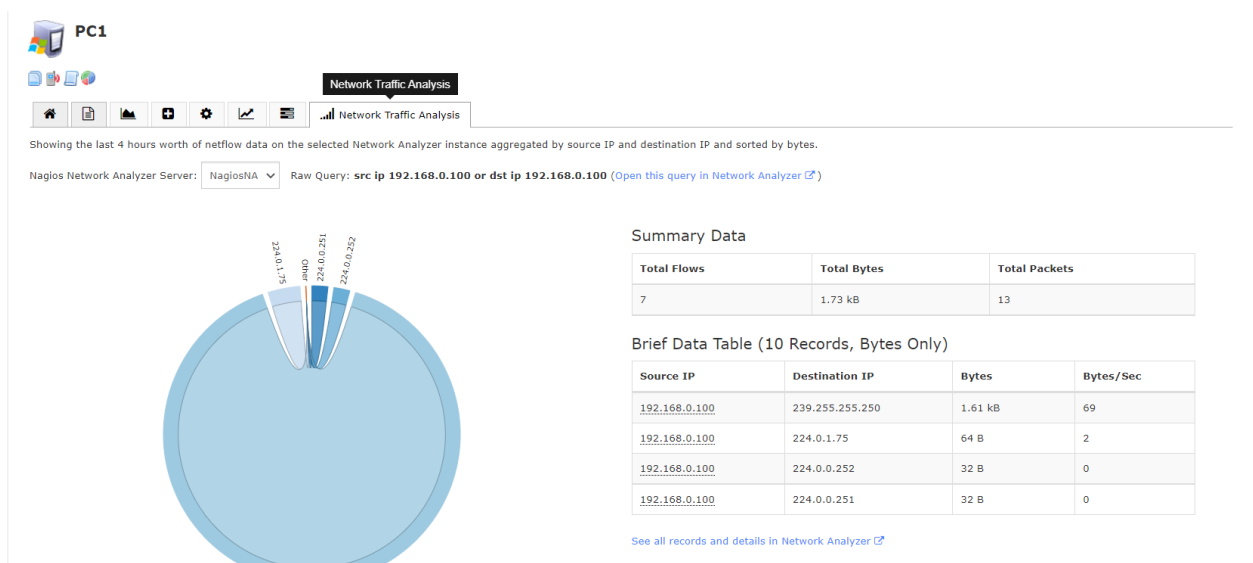 PC1
Network Traffic Analysis
Network Traffic Analysis
Showing the last 4 hours worth of netflow data on the selected Network Analyzer instance aggregated by source IP and destination IP and sorted by bytes.
Nagios Network Analyzer Server: NagiosNA Raw Query: src ip 192.168.0.100 or dst ip 192.168.0.100 (Open this query in Network Analyzer)
224.0.1.75
Other
224.0.0.251
224.0.0.252
Summary Data
Total Flows Total Bytes Total Packets
7 1.73 kB 13
Brief Data Table (10 Records, Bytes Only)
Source IP Destination IP Bytes Bytes/Sec
192.168.0.100 239.255.255.250 1.61 kB 69
192.168.0.100 224.0.1.75 64 B 2
192.168.0.100 224.0.0.252 32 B 0
192.168.0.100 224.0.0.251 32 B 0
See all records and details in Network Analyzer